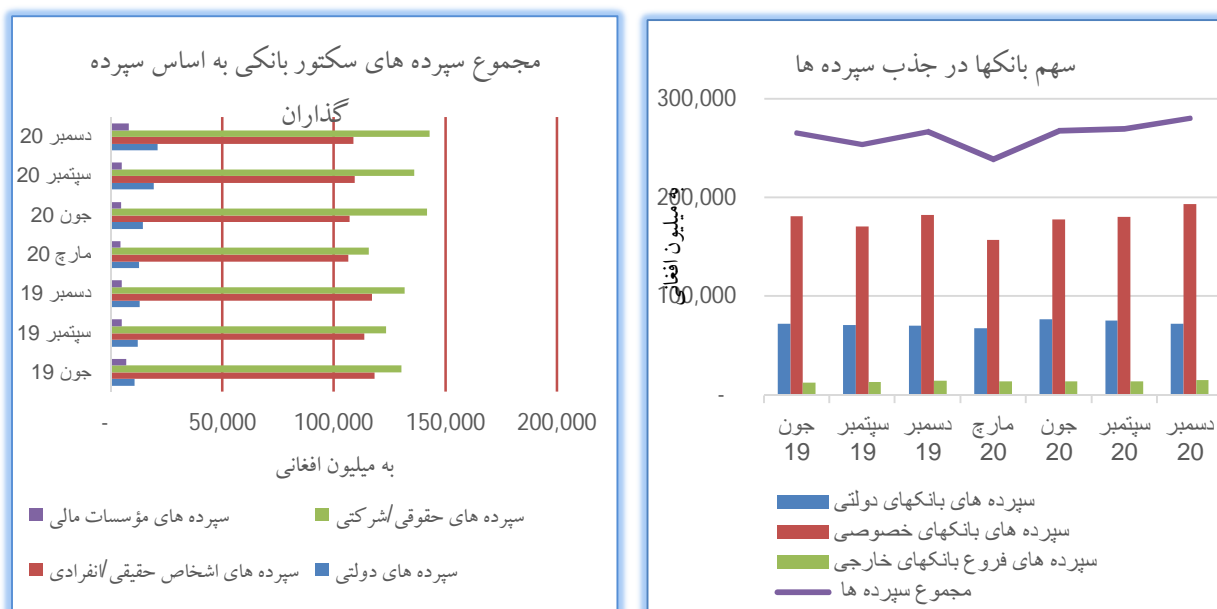 مجموع سپرده های سکتور بانکی به اساس سپرده
گذاران
دسمبر 20
سپتمبر 20
جون 20
مارچ 20
دسمبر 19
سپتمبر 19
جون 19
-
50,000
100,000
150,000
200,000
به میلیون افغانی
سپرده های مؤسسات مالی
سپرده های حقوقی/شرکتی
سپرده های اشخاص حقیقی/انفرادی
سپرده های دولتی
سهم بانکها در جذب سپرده ها
300,000
200,000
100,000
-
به میلیون افغانی
جون 19
سپتمبر 19
دسمبر 19
مارچ 20
جون 20
سپتمبر 20
دسمبر 20
سپرده های بانکهای دولتی
سپرده های بانکهای خصوصی
سپرده های فروع بانکهای خارجی
مجموع سپرده ها